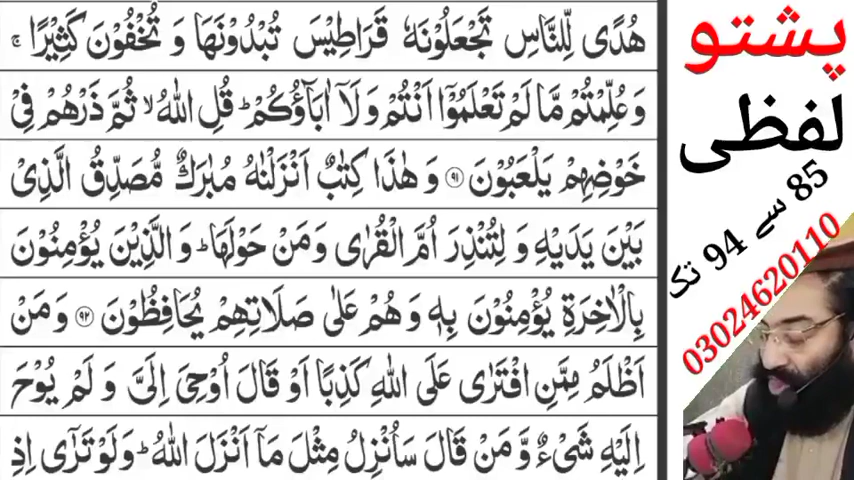 هُدًى لِّلنَّاسِ تَجْعَلُوْنَهٗ قَرَاطِيْسَ تُبْدُوْنَهَا وَ تُخْفُوْنَ كَثِيْرًا ۚ
وَ عُلِّمْتُمْ مَّا لَمْ تَعْلَمُوْۤا اَنْتُمْ وَ لَاۤ اٰبَآؤُكُمْ ؕ قُلِ اللّٰهُ ۙ ثُمَّ ذَرْهُمْ فِيْ
خَوْضِهِمْ يَلْعَبُوْنَ ۝۹۱ وَ هٰذَا كِتٰبٌ اَنْزَلْنٰهُ مُبٰرَكٌ مُّصَدِّقُ الَّذِيْ
بَيْنَ يَدَيْهِ وَ لِتُنْذِرَ اُمَّ الْقُرٰى وَ مَنْ حَوْلَهَا ؕ وَ الَّذِيْنَ يُؤْمِنُوْنَ
بِالْاٰخِرَةِ يُؤْمِنُوْنَ بِهٖ وَ هُمْ عَلٰى صَلَاتِهِمْ يُحَافِظُوْنَ ۝۹۲ وَ مَنْ
اَظْلَمُ مِمَّنِ افْتَرٰى عَلَى اللّٰهِ كَذِبًا اَوْ قَالَ اُوْحِيَ اِلَيَّ وَ لَمْ يُوْحَ
اِلَيْهِ شَيْءٌ وَّ مَنْ قَالَ سَاُنْزِلُ مِثْلَ مَاۤ اَنْزَلَ اللّٰهُ ؕ وَ لَوْ تَرٰۤى اِذِ
پشتو
لفظی
85 سے 94 تک
03024620110